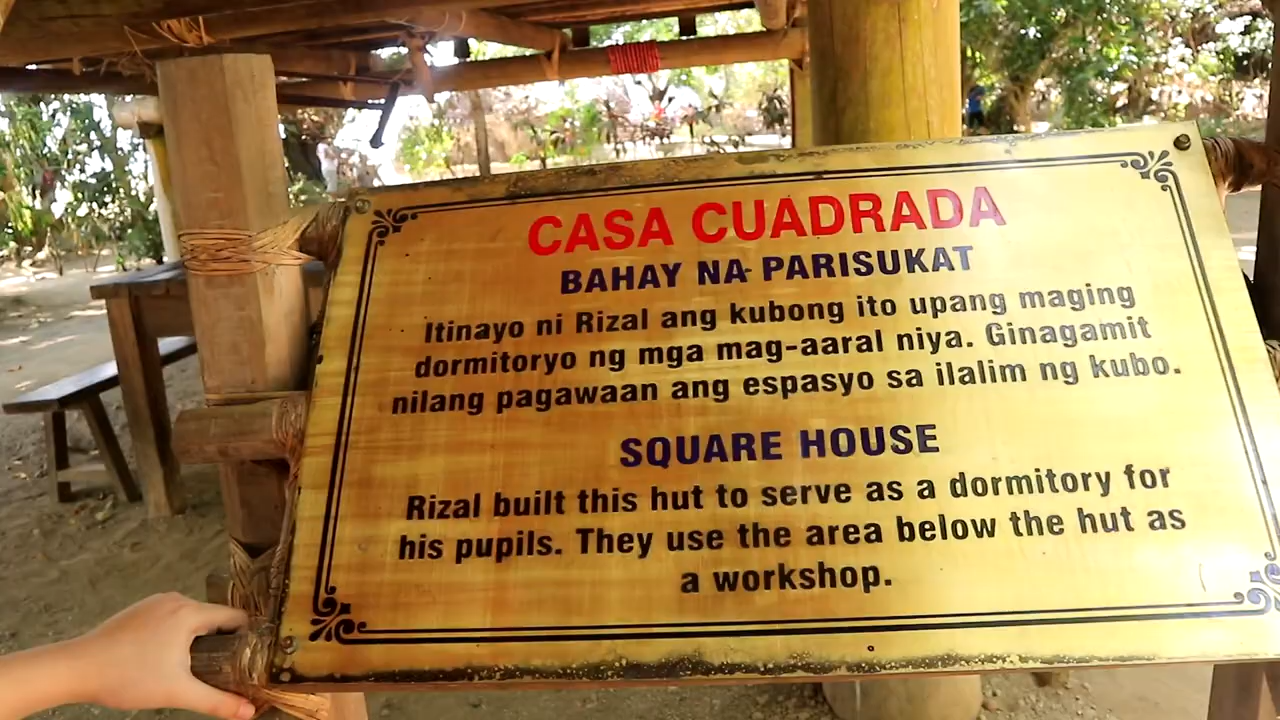 CASA CUADRADA
BAHAY NA PARISUKAT
Itinayo ni Rizal ang kubong ito upang maging
dormitoryo ng mga mag-aaral niya. Ginagamit
nilang pagawaan ang espasyo sa ilalim ng kubo.
SQUARE HOUSE
Rizal built this hut to serve as a dormitory for
his pupils. They use the area below the hut as
a workshop.